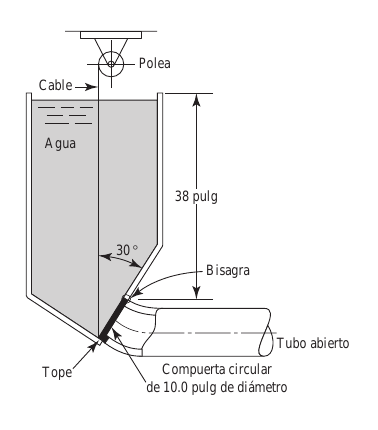 Polea
Cable
Agua
38 pulg
30°
Bisagra
Tubo abierto
Tope
Compuerta circular
de 10.0 pulg de diámetro